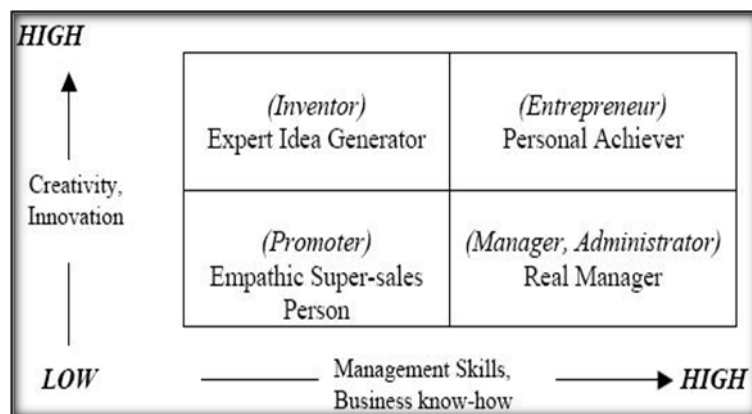 HIGH
(Inventor)
Expert Idea Generator
(Entrepreneur)
Personal Achiever
Creativity,
Innovation
(Promoter)
Empathic Super-sales
Person
(Manager, Administrator)
Real Manager
LOW
Management Skills,
Business know-how
HIGH